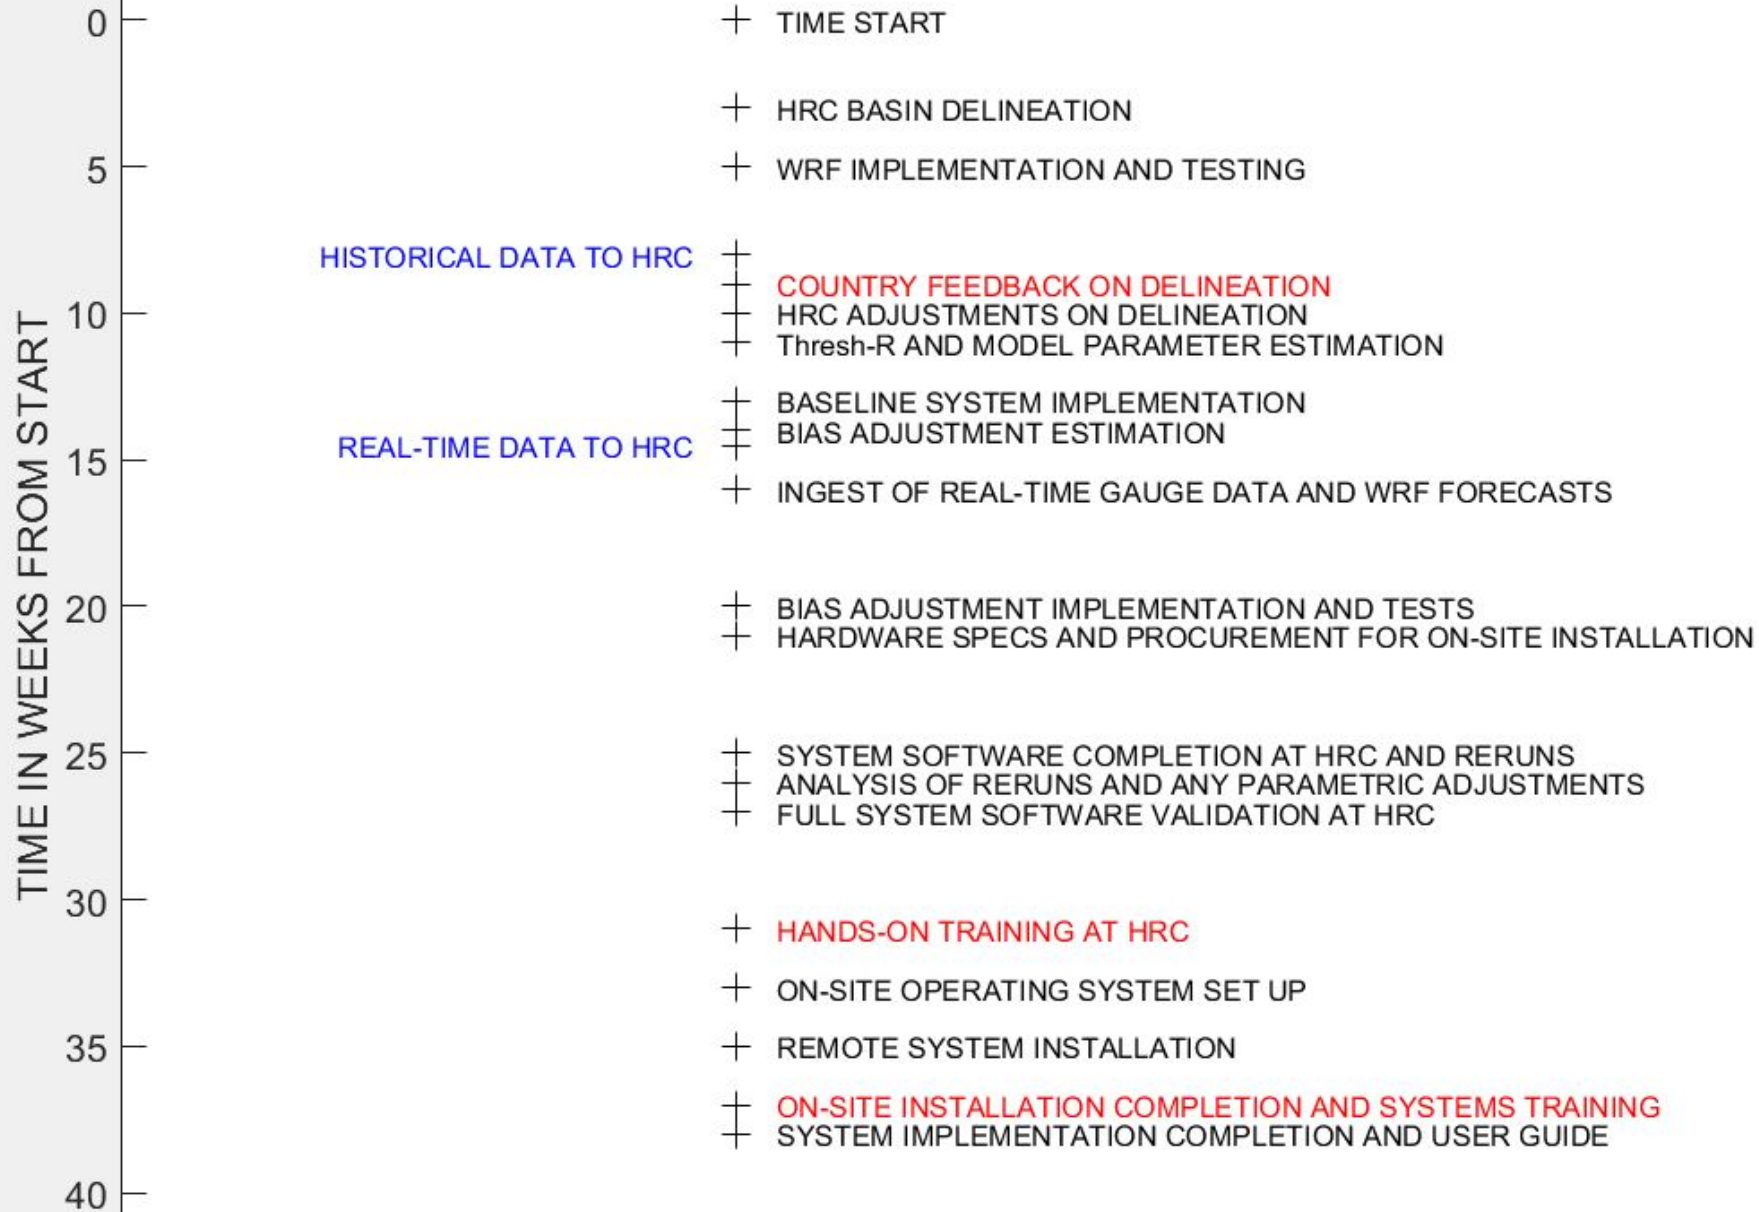 0
TIME START
HRC BASIN DELINEATION
5
WRF IMPLEMENTATION AND TESTING
HISTORICAL DATA TO HRC
COUNTRY FEEDBACK ON DELINEATION
10
HRC ADJUSTMENTS ON DELINEATION
Thresh-R AND MODEL PARAMETER ESTIMATION
BASELINE SYSTEM IMPLEMENTATION
BIAS ADJUSTMENT ESTIMATION
REAL-TIME DATA TO HRC
15
INGEST OF REAL-TIME GAUGE DATA AND WRF FORECASTS
TIME IN WEEKS FROM START
20
BIAS ADJUSTMENT IMPLEMENTATION AND TESTS
HARDWARE SPECS AND PROCUREMENT FOR ON-SITE INSTALLATION
25
SYSTEM SOFTWARE COMPLETION AT HRC AND RERUNS
ANALYSIS OF RERUNS AND ANY PARAMETRIC ADJUSTMENTS
FULL SYSTEM SOFTWARE VALIDATION AT HRC
30
HANDS-ON TRAINING AT HRC
ON-SITE OPERATING SYSTEM SET UP
35
REMOTE SYSTEM INSTALLATION
ON-SITE INSTALLATION COMPLETION AND SYSTEMS TRAINING
SYSTEM IMPLEMENTATION COMPLETION AND USER GUIDE
40